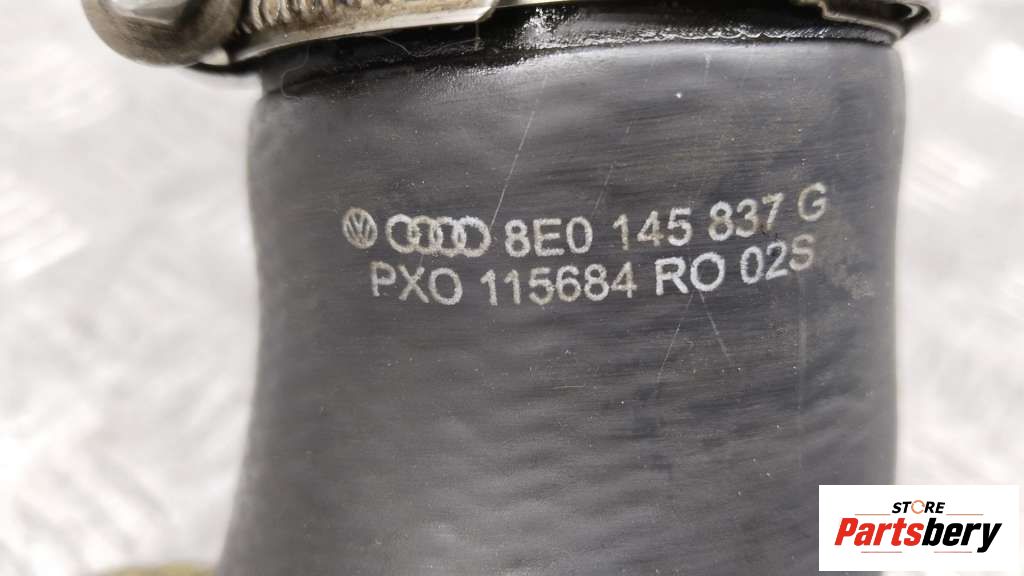 8E0 145 837 G
PXO 115684 RO 02S
STORE
Partsbery